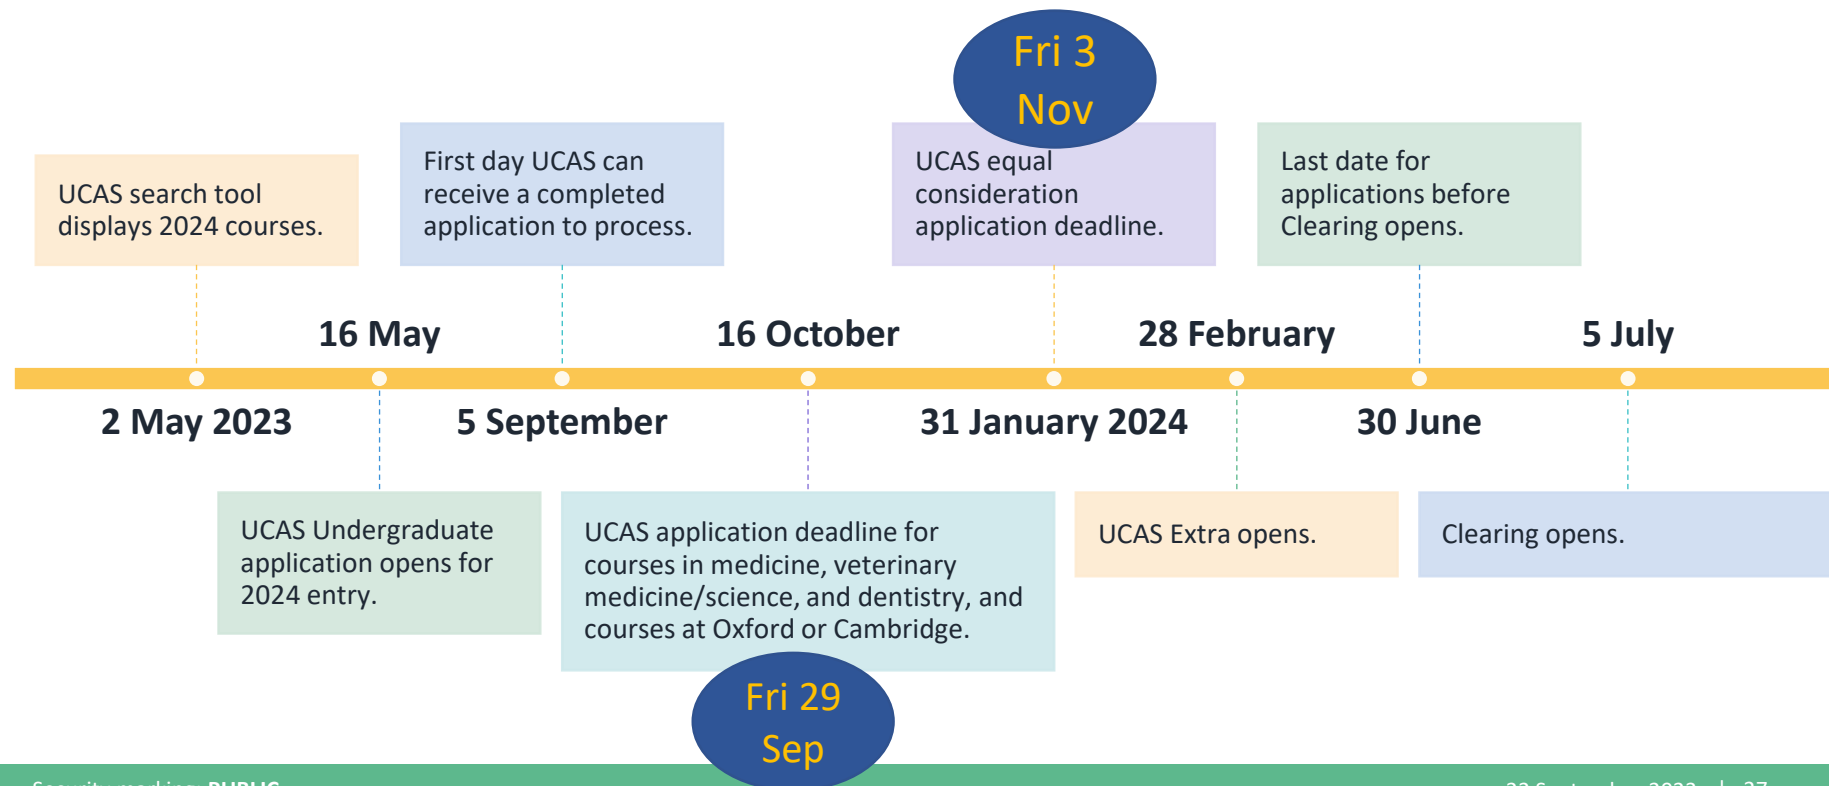 Fri 3
Nov
UCAS search tool
displays 2024 courses.
First day UCAS can
receive a completed
application to process.
UCAS equal
consideration
application deadline.
Last date for
applications before
Clearing opens.
16 May
16 October
28 February
5 July
2 May 2023
5 September
31 January 2024
30 June
UCAS Undergraduate
application opens for
2024 entry.
UCAS application deadline for
courses in medicine, veterinary
medicine/science, and dentistry, and
courses at Oxford or Cambridge.
UCAS Extra opens.
Clearing opens.
Fri 29
Sep
Security marking: PUBLIC